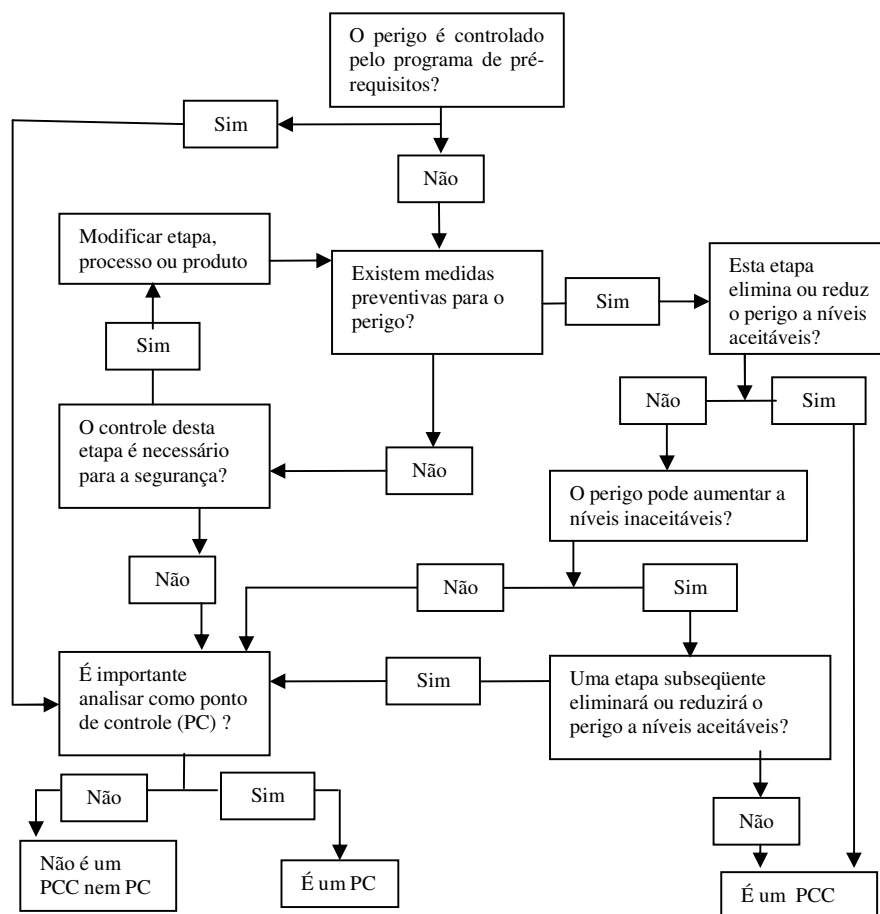 O perigo é controlado
pelo programa de pré-
requisitos?
Sim
Não
Modificar etapa,
processo ou produto
Existem medidas
preventivas para o
perigo?
Sim
Esta etapa
elimina ou reduz
o perigo a níveis
aceitáveis?
Sim
Não
Sim
O controle desta
etapa é necessário
para a segurança?
Não
O perigo pode aumentar a
níveis inaceitáveis?
Não
Não
Sim
É importante
analisar como ponto
de controle (PC) ?
Sim
Uma etapa subseqüente
eliminará ou reduzirá o
perigo a níveis aceitáveis?
Não
Sim
Não
Não é um
PCC nem PC
É um PC
É um PCC